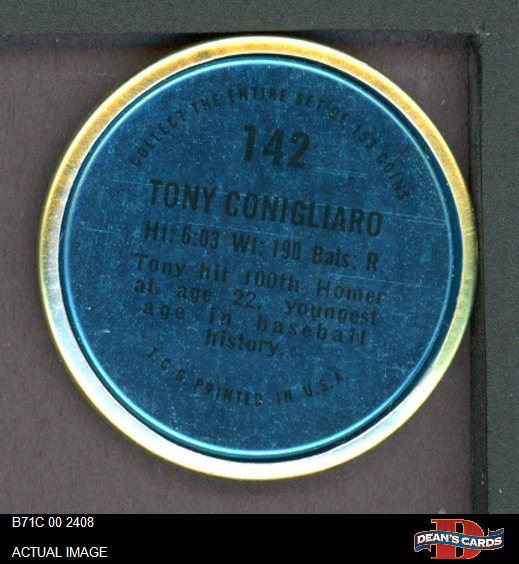 COLLECT THE ENTIRE SET OF 153 COINS
142
TONY CONIGLIARO
Ht: 6:03 Wt: 190 Bats: R.
Tony hit 100th Homer
at age 22, youngest
age in baseball
history.
T.C.G. PRINTED IN U.S.A.
B71C 00 2408
ACTUAL IMAGE
D
DEAN'S CARDS